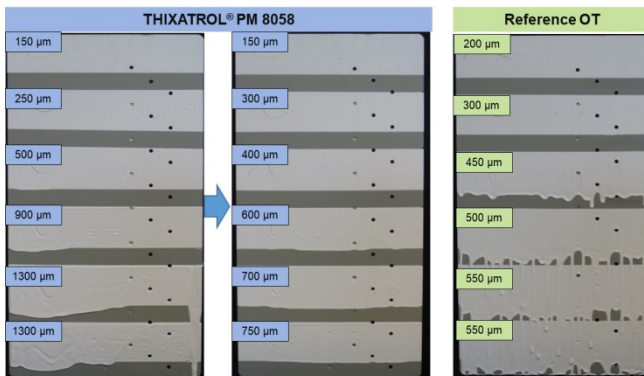 THIXATROL® PM 8058
150 µm
250 µm
500 µm
900 µm
1300 µm
1300 µm
150 µm
300 µm
400 µm
600 µm
700 µm
750 µm
Reference OT
200 µm
300 µm
450 µm
500 µm
550 µm
550 µm